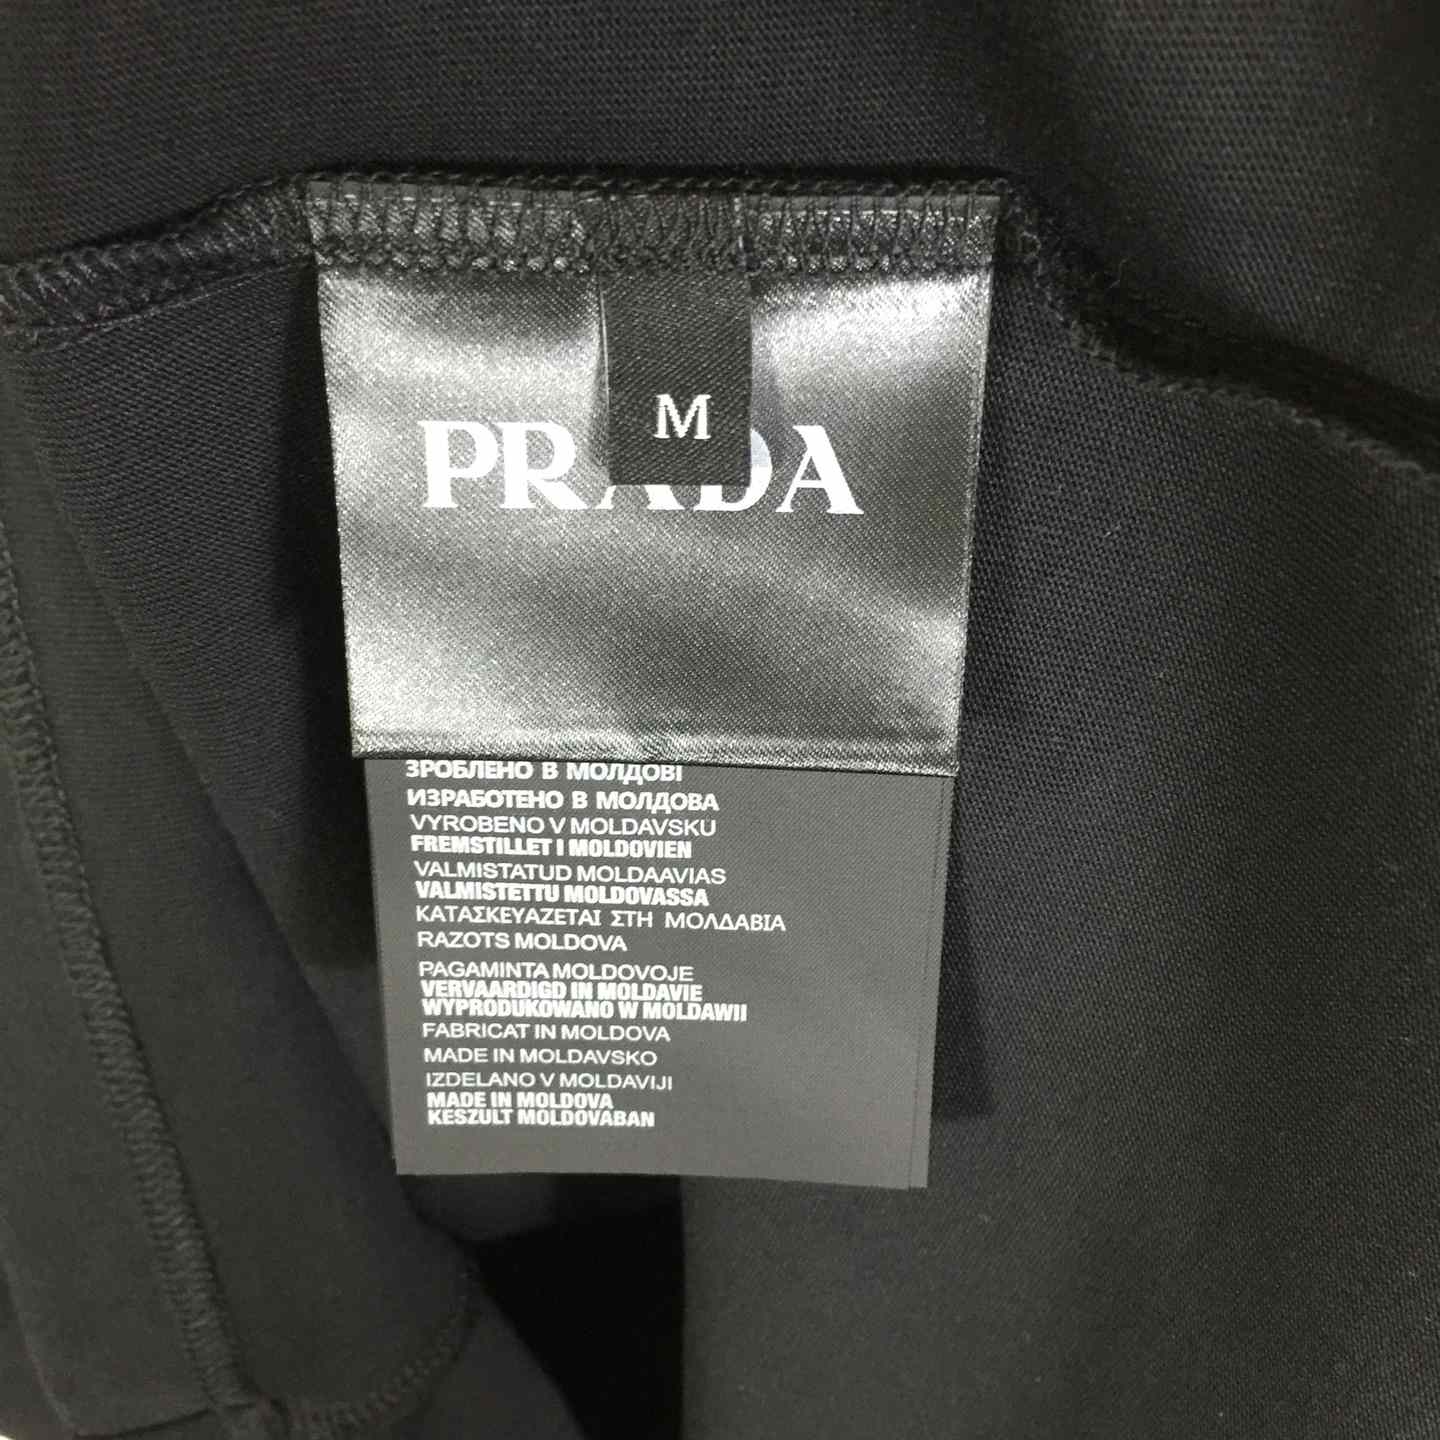 M
PRADA
ЗРОБЛЕНО В МОЛДОВІ
ИЗРАБОТЕНО В МОЛДОВА
VYROBENO V MOLDAVSKU
FREMSTILLET I MOLDOVIEN
VALMISTATUD MOLDAAVIAS
VALMISTETTU MOLDOVASSA
ΚΑΤΑΣΚΕΥΑΖΕΤΑΙ ΣΤΗ ΜΟΛΔΑΒΙΑ
RAZOTS MOLDOVA
PAGAMINTA MOLDOVOJE
VERVAARDIGD IN MOLDAVIE
WYPRODUKOWANO W MOLDAWII
FABRICAT IN MOLDOVA
MADE IN MOLDAVSKO
IZDELANO V MOLDAVIJI
MADE IN MOLDOVA
KESZULT MOLDOVABAN